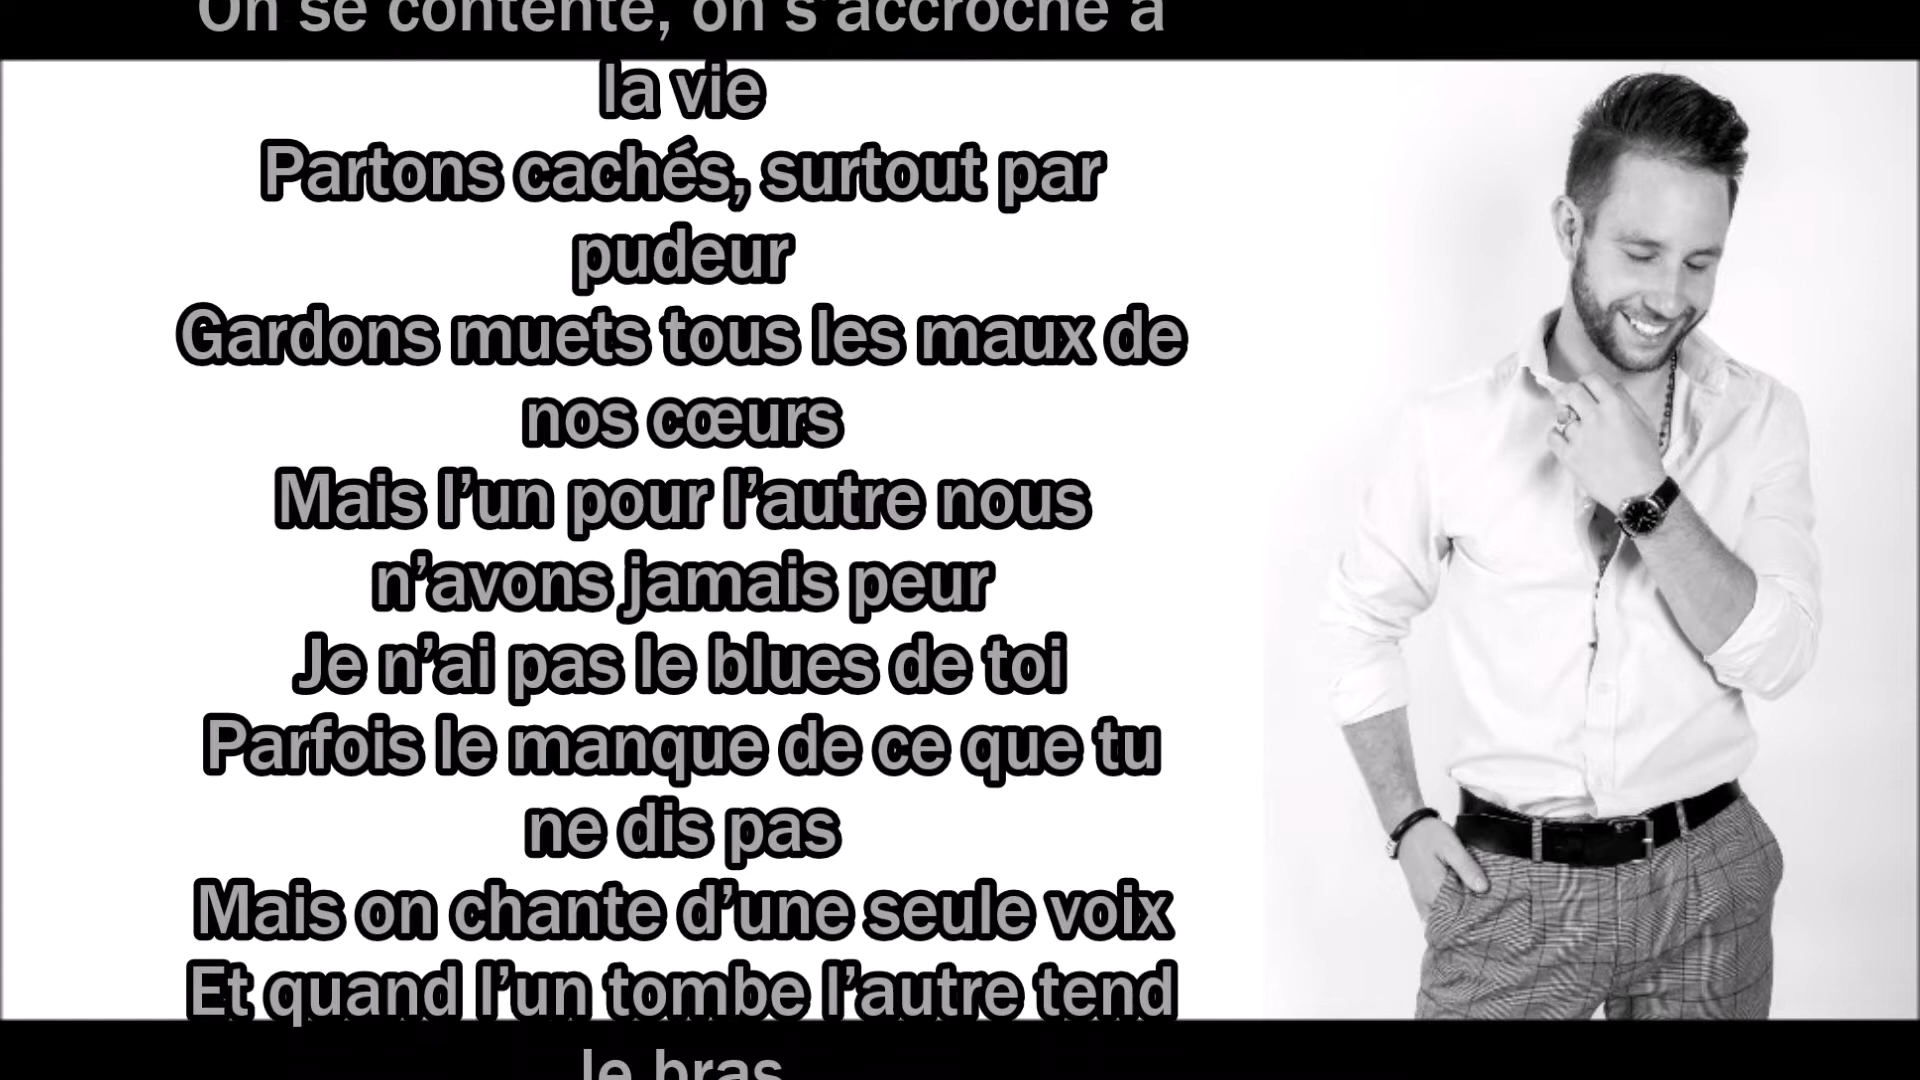 On se contente, on s’accroche à
la vie
Partons cachés, surtout par
pudeur
Gardons muets tous les maux de
nos cœurs
Mais l’un pour l’autre nous
n’avons jamais peur
Je n’ai pas le blues de toi
Parfois le manque de ce que tu
ne dis pas
Mais on chante d’une seule voix
Et quand l’un tombe l’autre tend
le bras